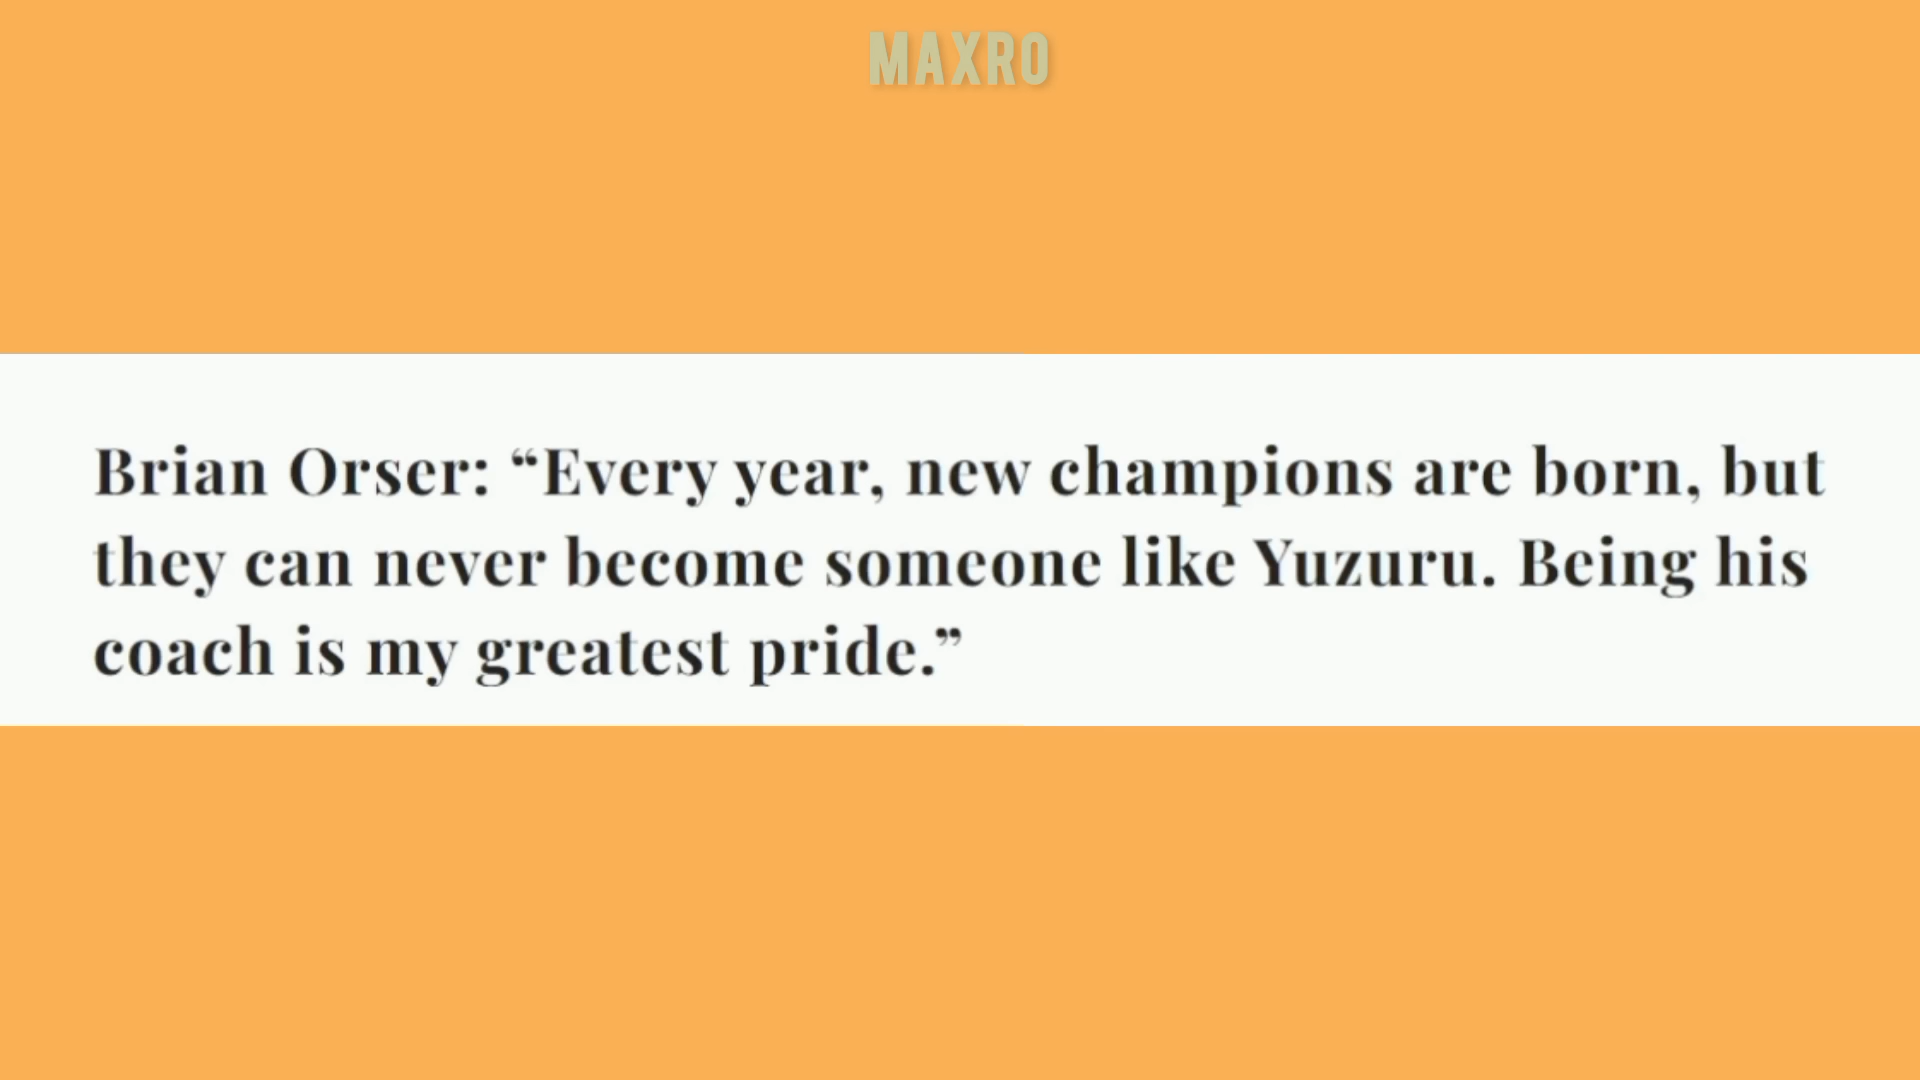 MAXRO
Brian Orser: “Every year, new champions are born, but
they can never become someone like Yuzuru. Being his
coach is my greatest pride.”